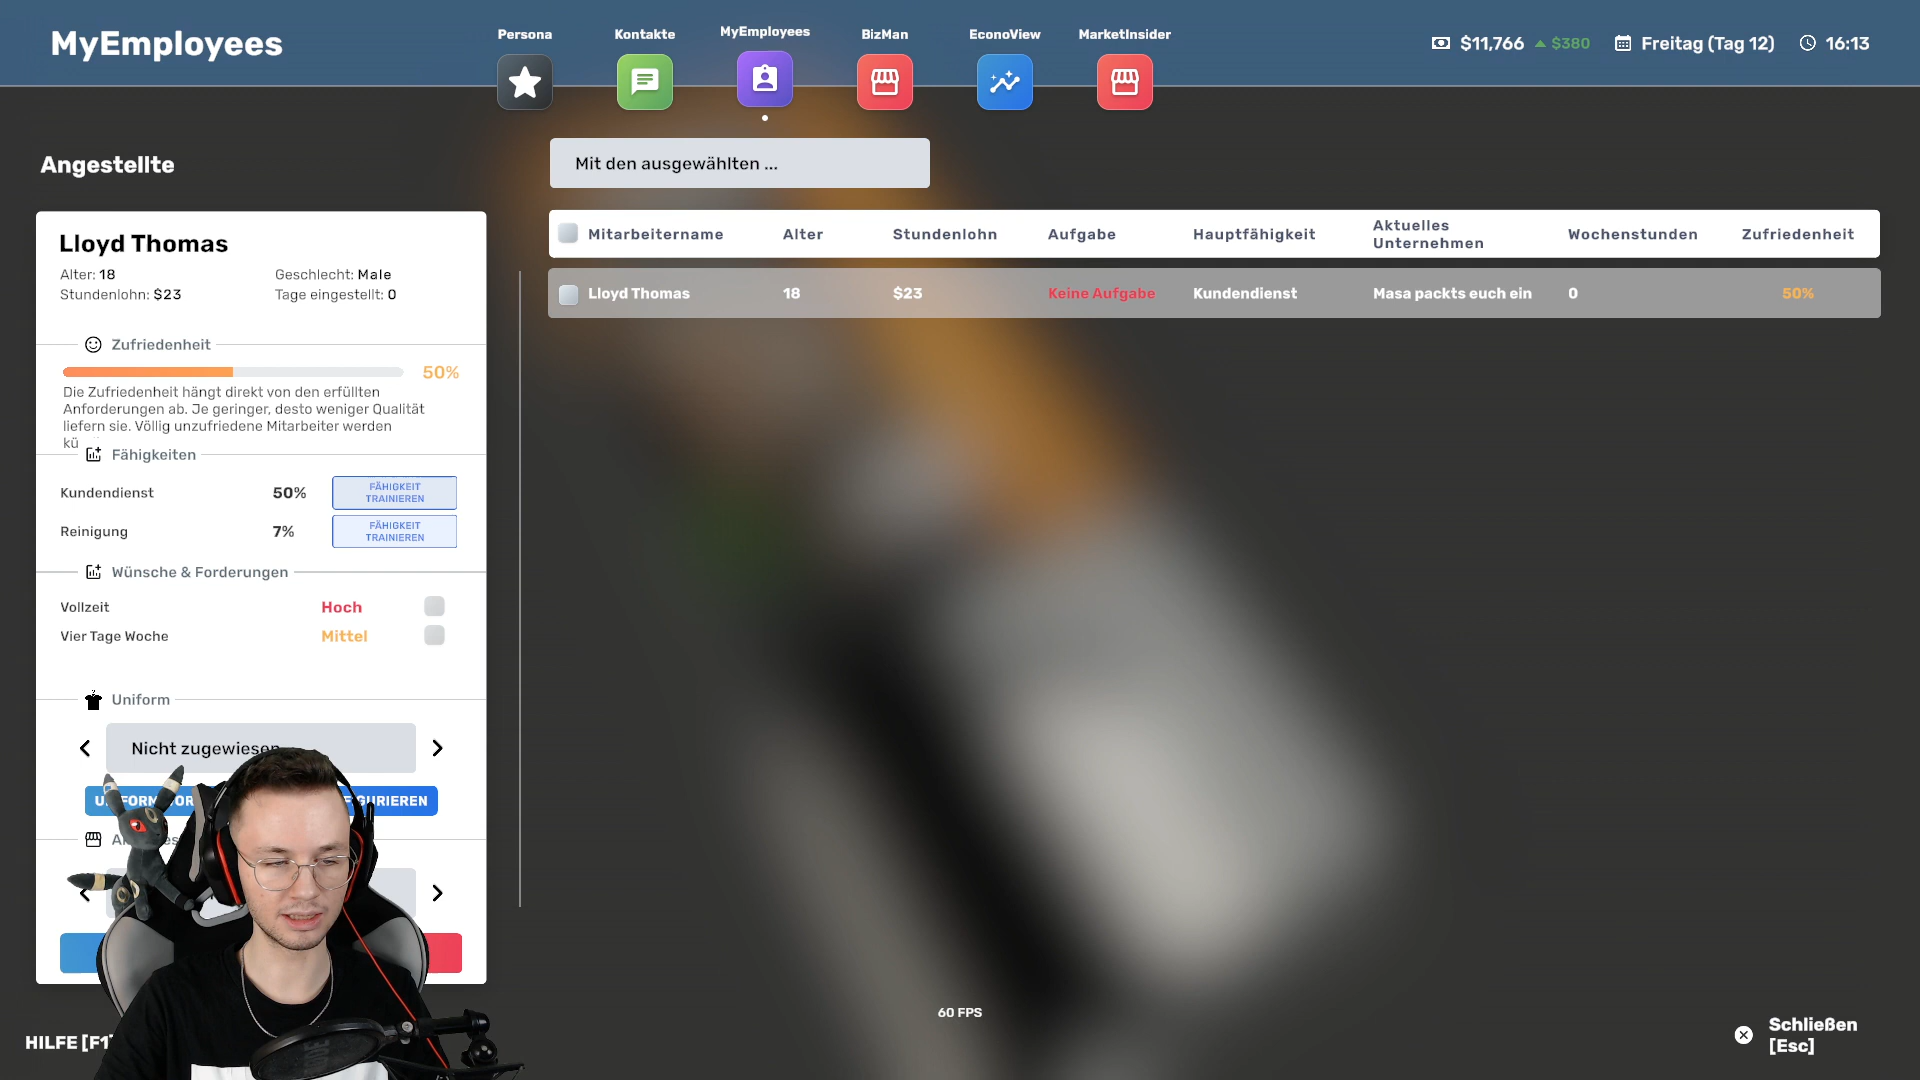 MyEmployees
Persona
Kontakte
MyEmployees
BizMan
EconoView
MarketInsider
$11,766
$380
Freitag (Tag 12)
16:13
Angestellte
Mit den ausgewählten ...
Lloyd Thomas
Alter: 18
Geschlecht: Male
Stundenlohn: $23
Tage eingestellt: 0
Zufriedenheit
50%
Die Zufriedenheit hängt direkt von den erfüllten
Anforderungen ab. Je geringer, desto weniger Qualität
liefern sie. Völlig unzufriedene Mitarbeiter werden
Fähigkeiten
Kundendienst
50%
FÄHIGKEIT
TRAINIEREN
Reinigung
7%
FÄHIGKEIT
TRAINIEREN
Wünsche & Forderungen
Vollzeit
Hoch
Vier Tage Woche
Mittel
Uniform
Nicht zugewiesen
Mitarbeitername
Alter
Stundenlohn
Aufgabe
Hauptfähigkeit
Aktuelles
Unternehmen
Wochenstunden
Zufriedenheit
Lloyd Thomas
18
$23
Keine Aufgabe
Kundendienst
Masa packts euch ein
0
50%
60 FPS
HILFE [F1]
Schließen
[Esc]